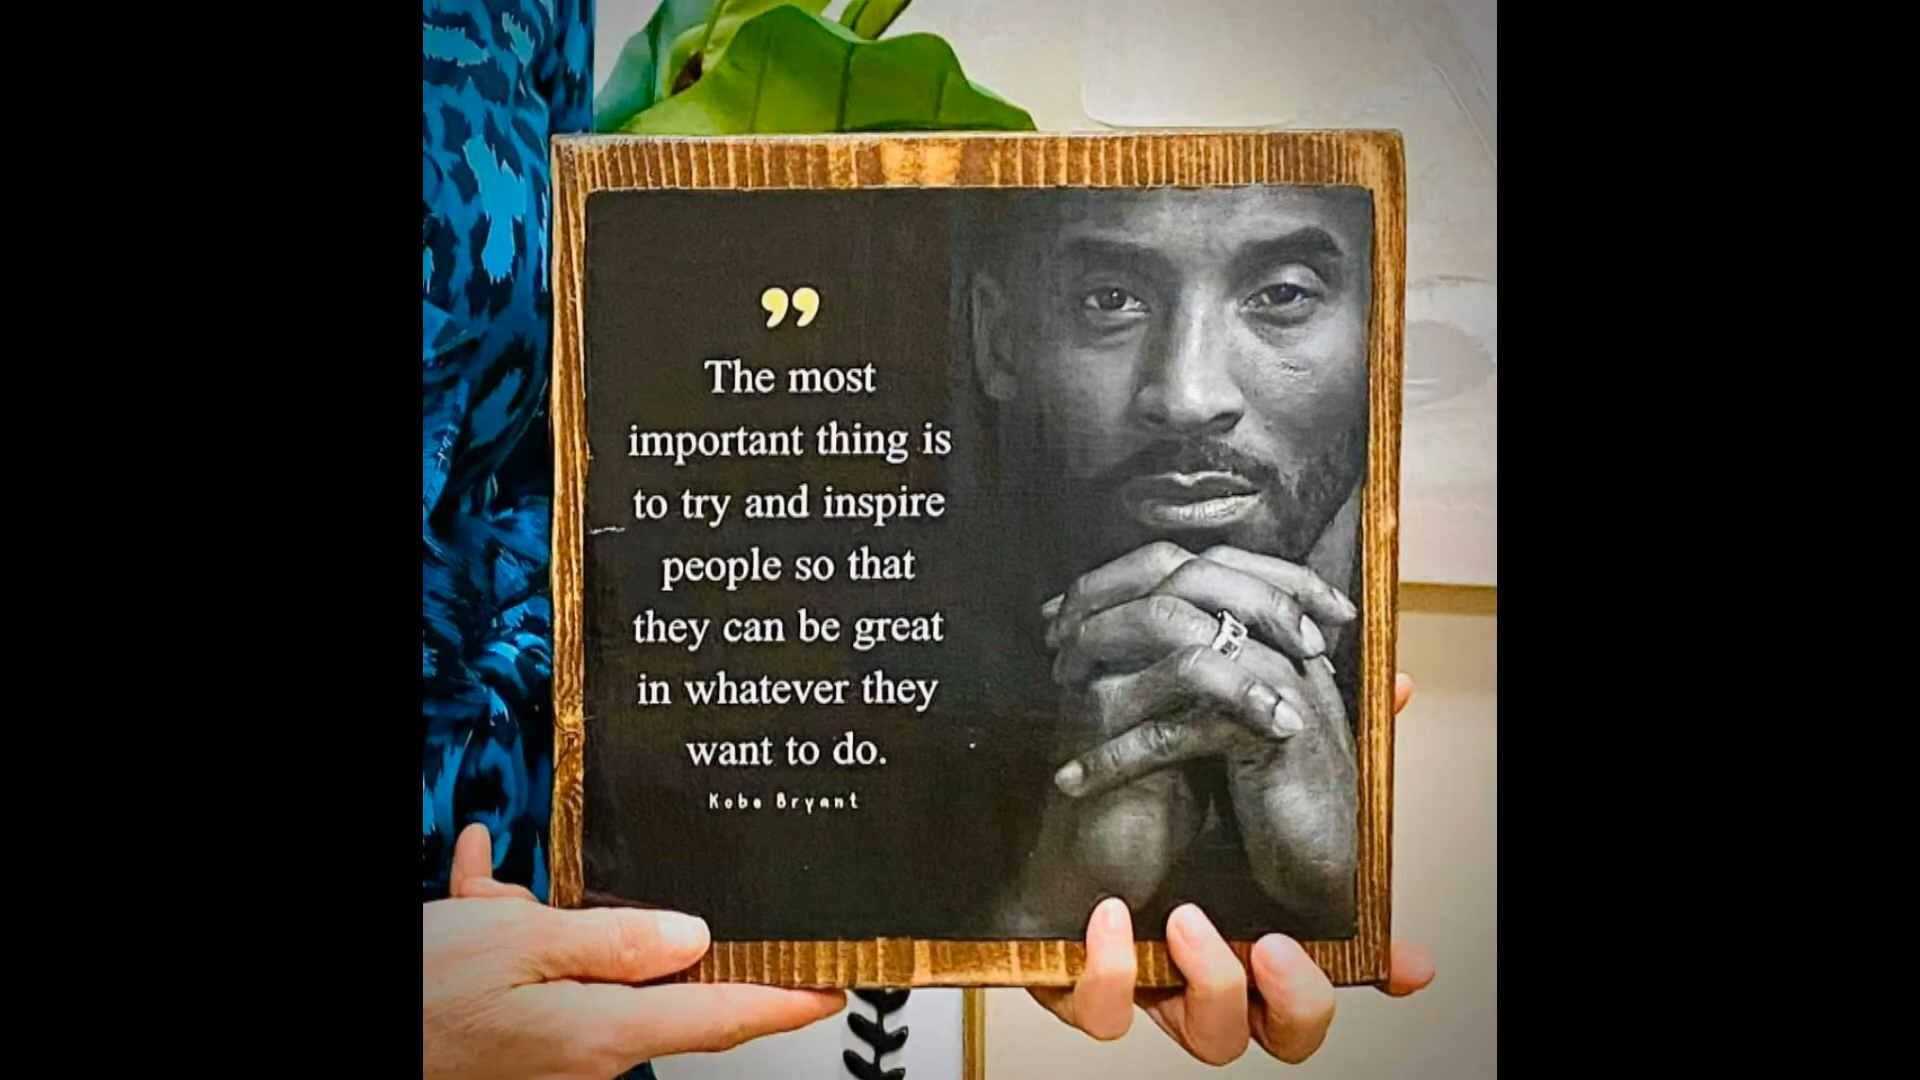 ”
The most
important thing is
to try and inspire
people so that
they can be great
in whatever they
want to do.
Kobe Bryant